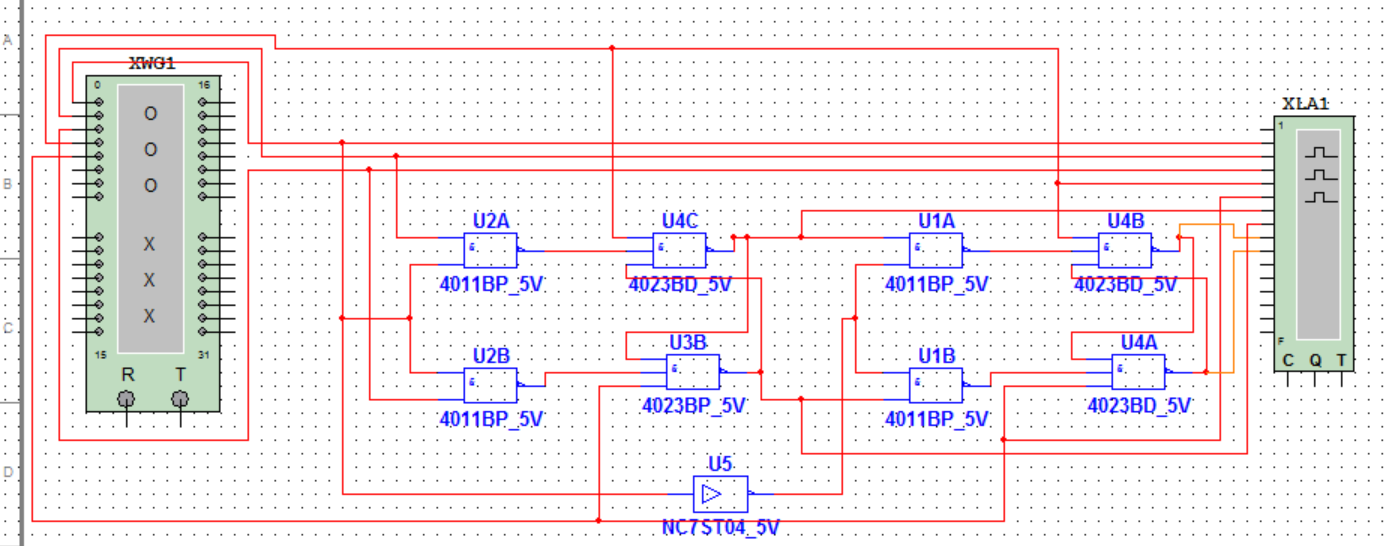 A
XWG1
0 16
XLA1
1
O
O
B
O
U2A U4C U1A U4B
X
4011BP_5V 4023BD_5V 4011BP_5V 4023BD_5V
X
X
C
F
U3B U4A
15 31
U2B U1B
C Q T
R T
4023BP_5V 4023BD_5V
4011BP_5V 4011BP_5V
D
U5
NC7ST04_5V